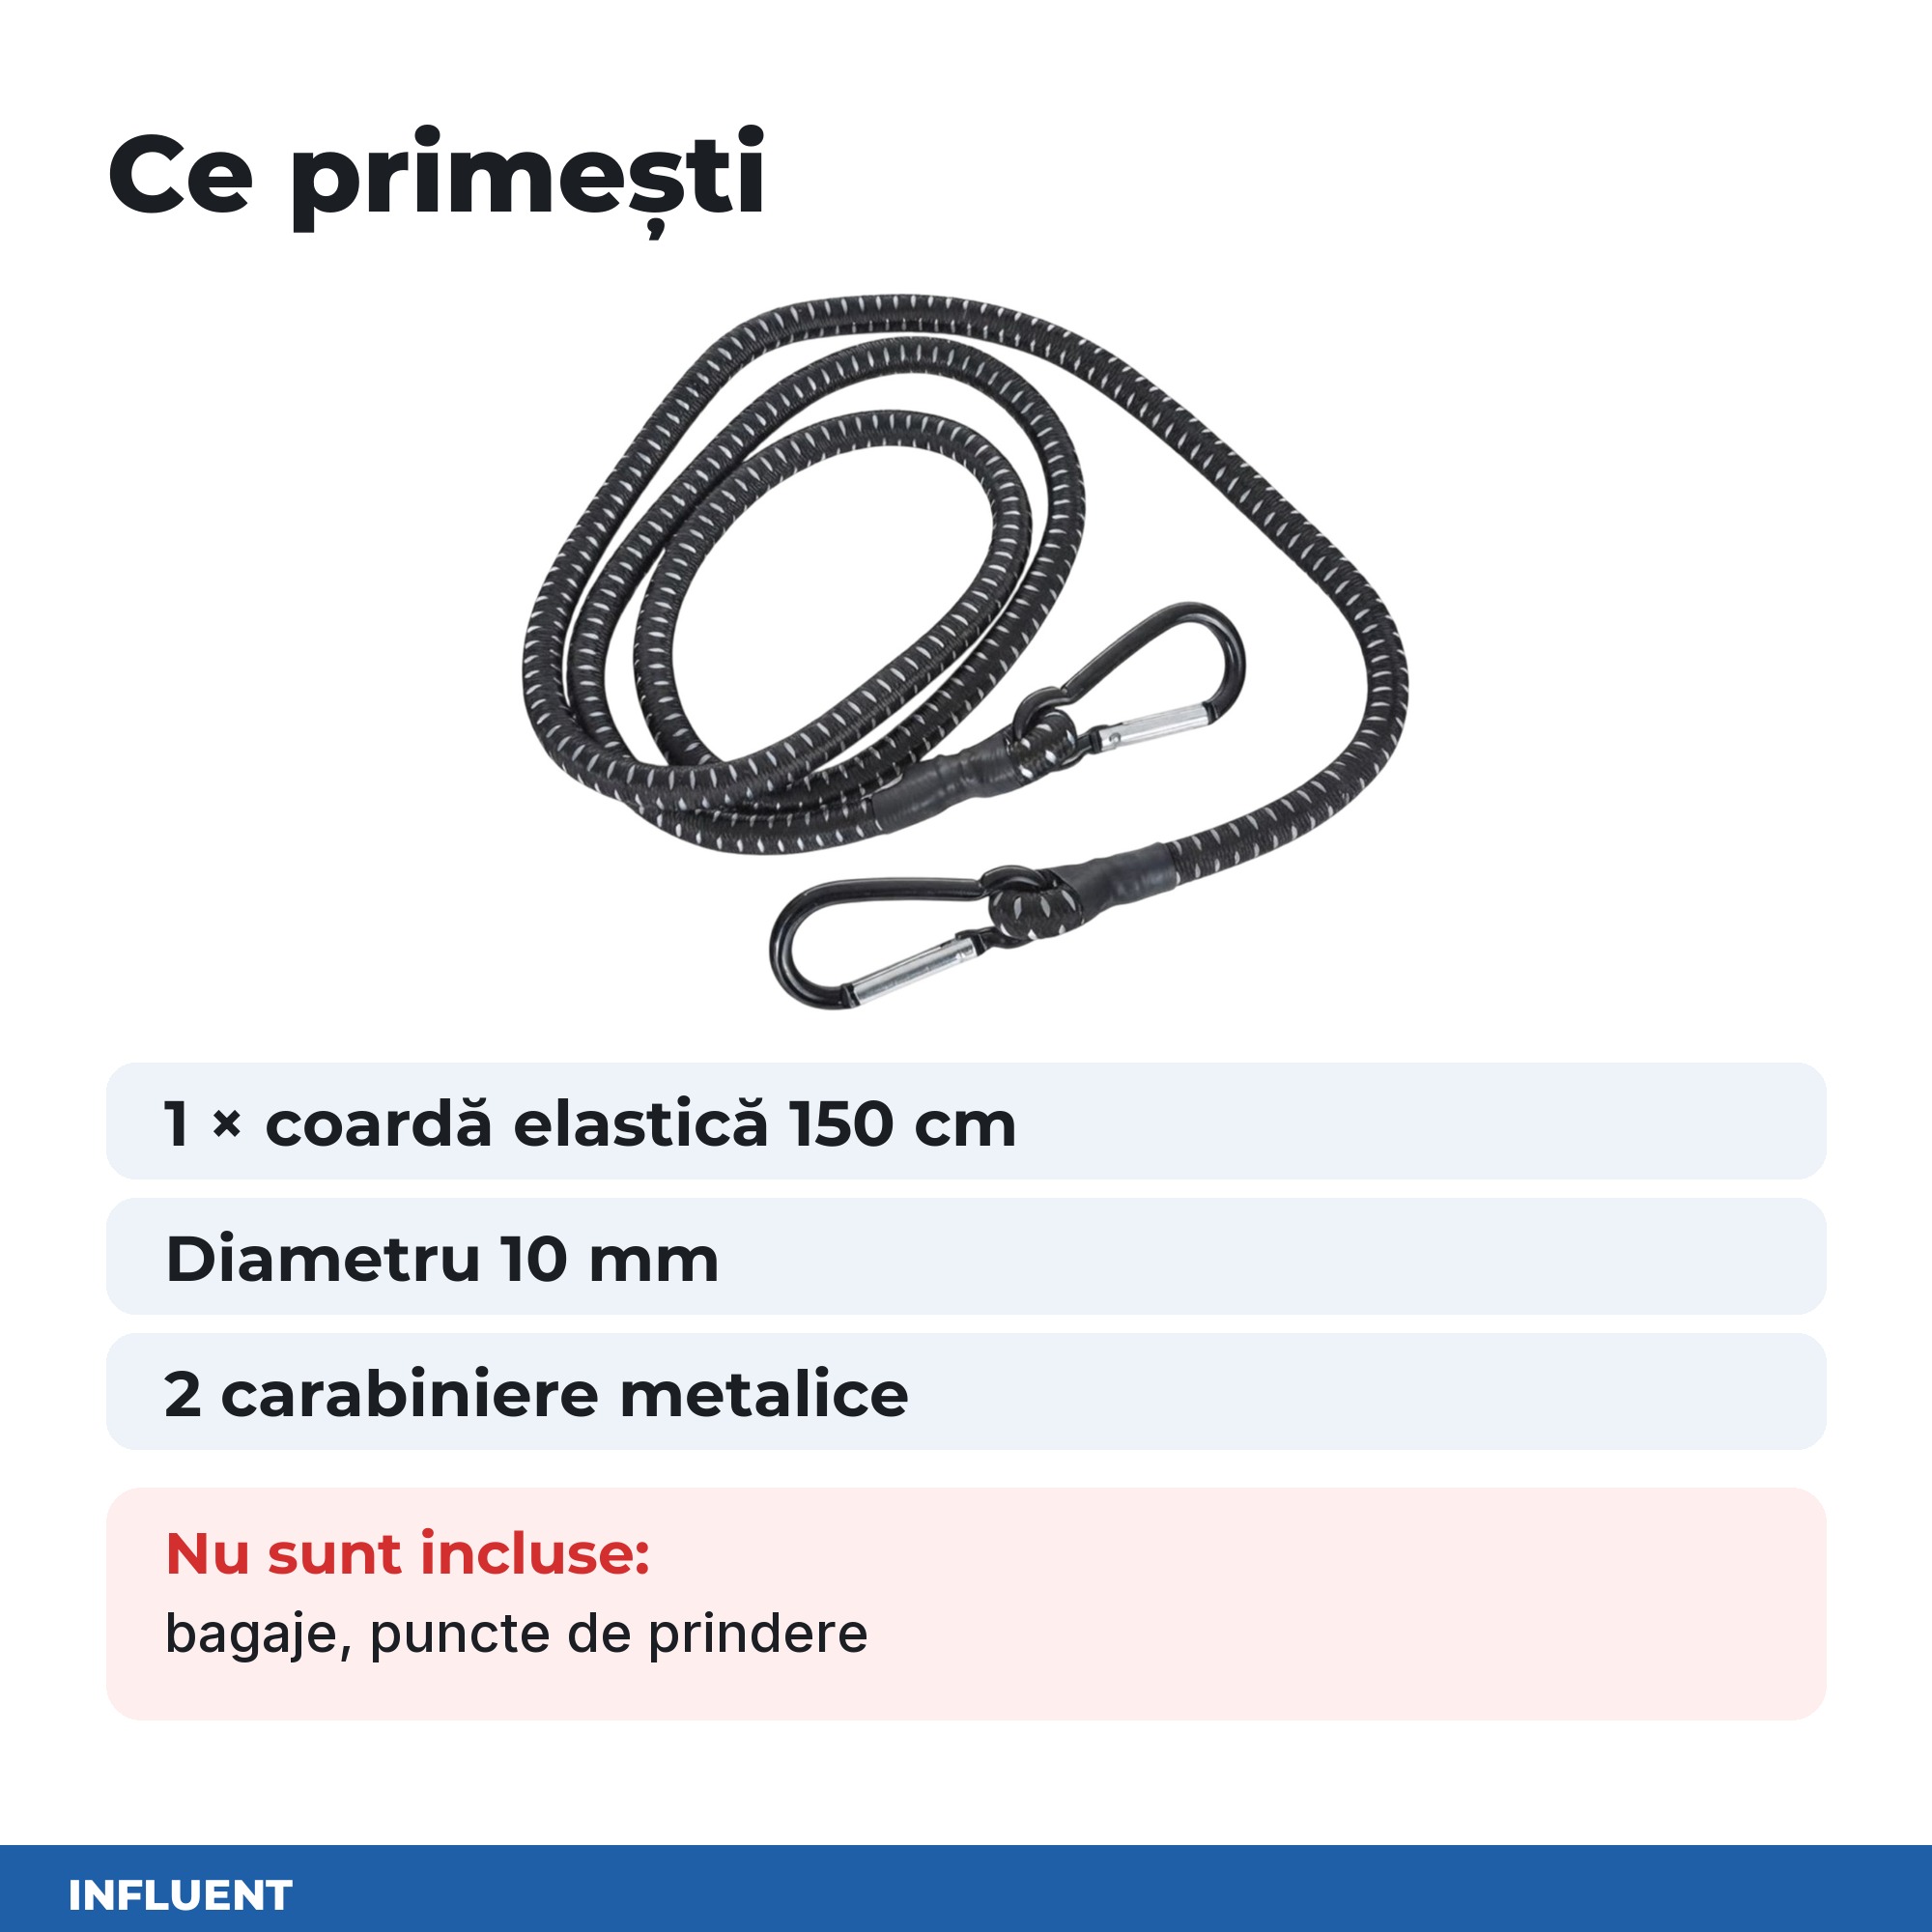 Ce primești
1 × coardă elastică 150 cm
Diametru 10 mm
2 carabiniere metalice
Nu sunt incluse:
bagaje, puncte de prindere
INFLUENT